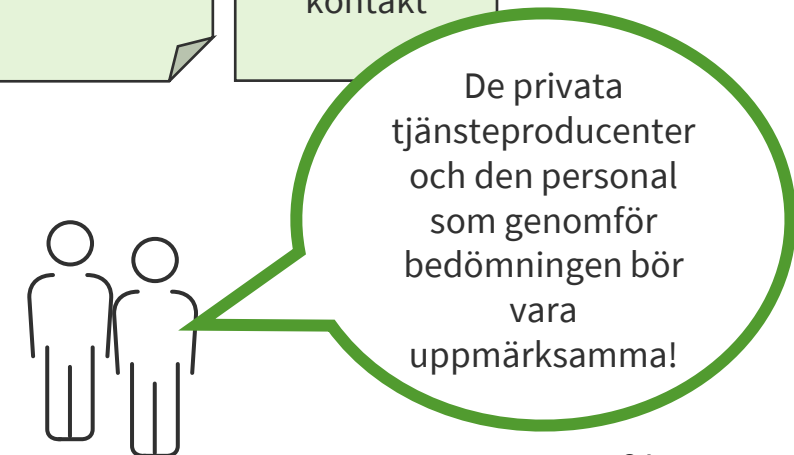 kontakt
De privata
tjänsteproducenter
och den personal
som genomför
bedömningen bör
vara
uppmärksamma!